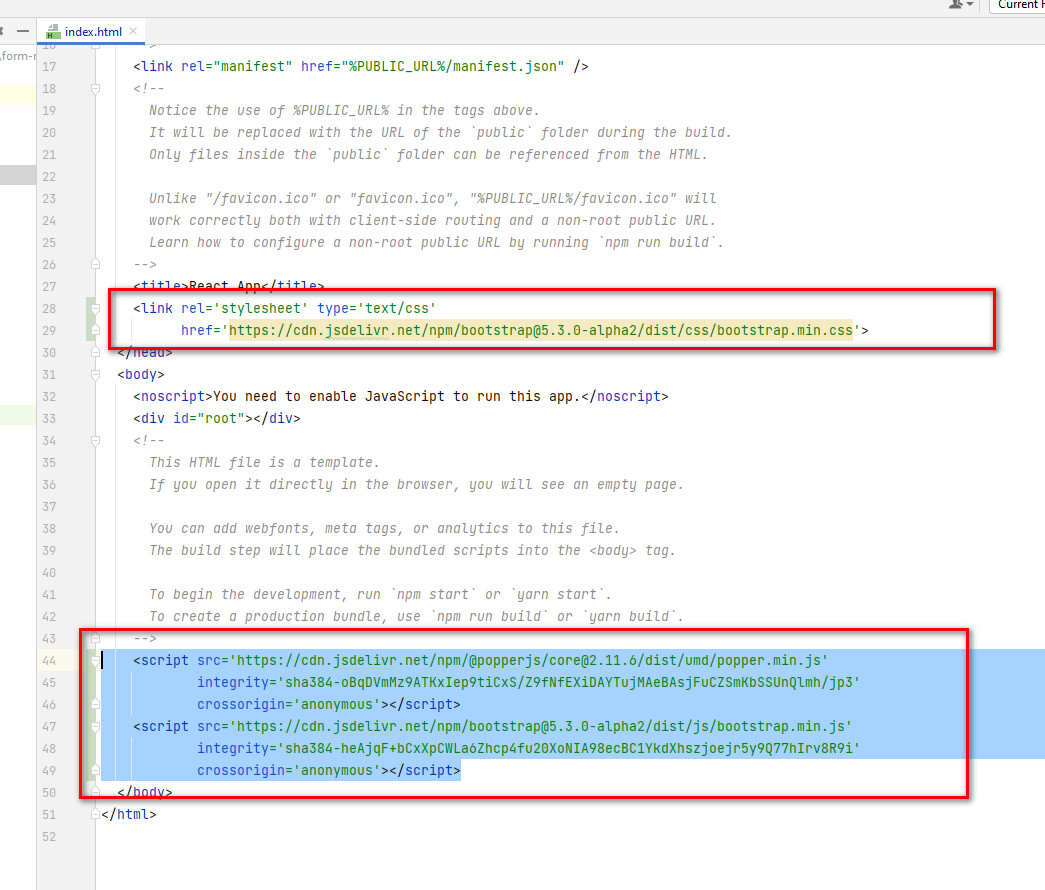 Current
index.html
\form-
16
17 <link rel="manifest" href="%PUBLIC_URL%/manifest.json" />
18 <!--
19 Notice the use of %PUBLIC_URL% in the tags above.
20 It will be replaced with the URL of the `public` folder during the build.
21 Only files inside the `public` folder can be referenced from the HTML.
22
23 Unlike "/favicon.ico" or "favicon.ico", "%PUBLIC_URL%/favicon.ico" will
24 work correctly both with client-side routing and a non-root public URL.
25 Learn how to configure a non-root public URL by running `npm run build`.
26 -->
27 <title>React App</title>
28 <link rel='stylesheet' type='text/css'
29 href='https://cdn.jsdelivr.net/npm/bootstrap@5.3.0-alpha2/dist/css/bootstrap.min.css'>
30 </head>
31 <body>
32 <noscript>You need to enable JavaScript to run this app.</noscript>
33 <div id="root"></div>
34 <!--
35 This HTML file is a template.
36 If you open it directly in the browser, you will see an empty page.
37
38 You can add webfonts, meta tags, or analytics to this file.
39 The build step will place the bundled scripts into the <body> tag.
40
41 To begin the development, run `npm start` or `yarn start`.
42 To create a production bundle, use `npm run build` or `yarn build`.
43 -->
44 <script src='https://cdn.jsdelivr.net/npm/@popperjs/core@2.11.6/dist/umd/popper.min.js'
45 integrity='sha384-oBqDVmMz9ATKxIep9tiCxS/Z9fNfEXiDAYTujMAeBAsjFuCZSmKbSSUnQlmh/jp3'
46 crossorigin='anonymous'></script>
47 <script src='https://cdn.jsdelivr.net/npm/bootstrap@5.3.0-alpha2/dist/js/bootstrap.min.js'
48 integrity='sha384-heAjqF+bCxXpCWLa6Zhcp4fu20XoNIA98ecBC1YkdXhszjoejr5y9Q77hIrv8R9i'
49 crossorigin='anonymous'></script>
50 </body>
51 </html>
52